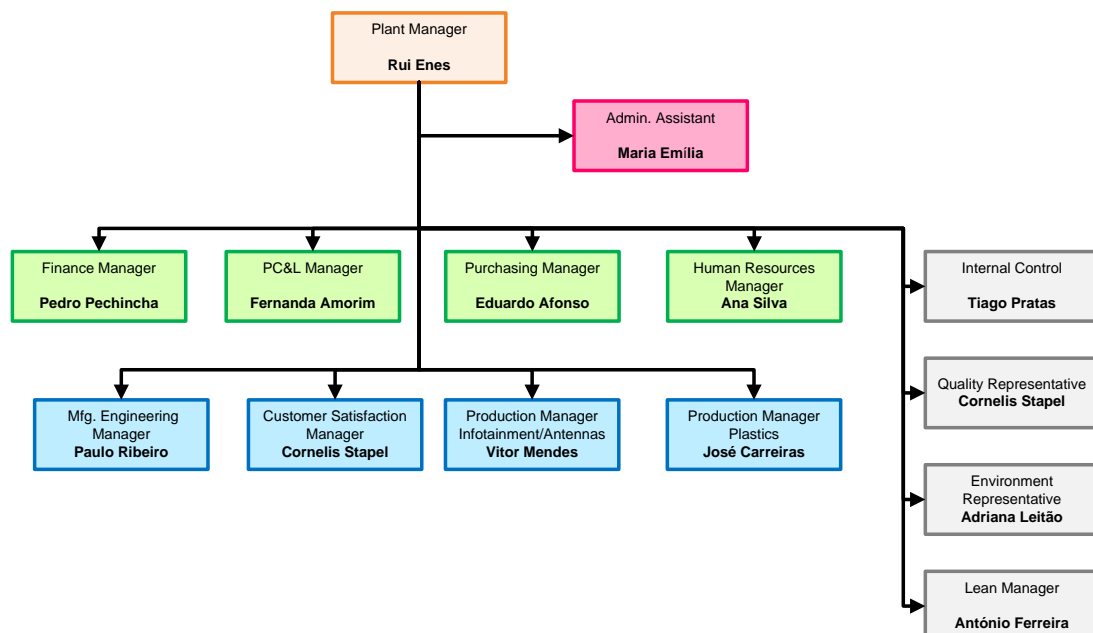 Plant Manager
Rui Enes
Admin. Assistant
Maria Emília
Finance Manager
Pedro Pechincha
PC&L Manager
Fernanda Amorim
Purchasing Manager
Eduardo Afonso
Human Resources
Manager
Ana Silva
Internal Control
Tiago Pratas
Quality Representative
Cornelis Stapel
Mfg. Engineering
Manager
Paulo Ribeiro
Customer Satisfaction
Manager
Cornelis Stapel
Production Manager
Infotainment/Antennas
Vitor Mendes
Production Manager
Plastics
José Carreiras
Environment
Representative
Adriana Leitão
Lean Manager
António Ferreira